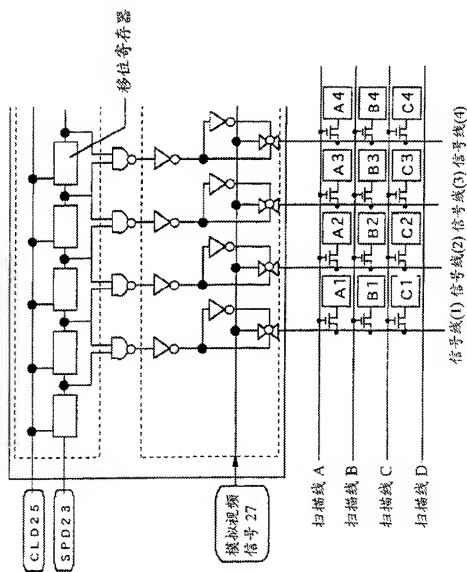 CLD25
SPD23
移位寄存器
模拟视频
信号 27
扫描线 A
扫描线 B
扫描线 C
扫描线 D
A1 A2 A3 A4
B1 B2 B3 B4
C1 C2 C3 C4
信号线(1) 信号线(2) 信号线(3) 信号线(4)